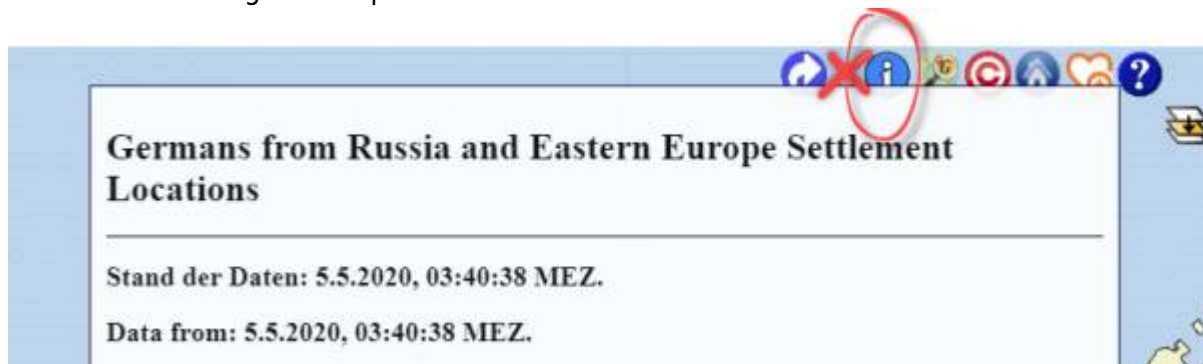 Germans from Russia and Eastern Europe Settlement
Locations
Stand der Daten: 5.5.2020, 03:40:38 MEZ.
Data from: 5.5.2020, 03:40:38 MEZ.